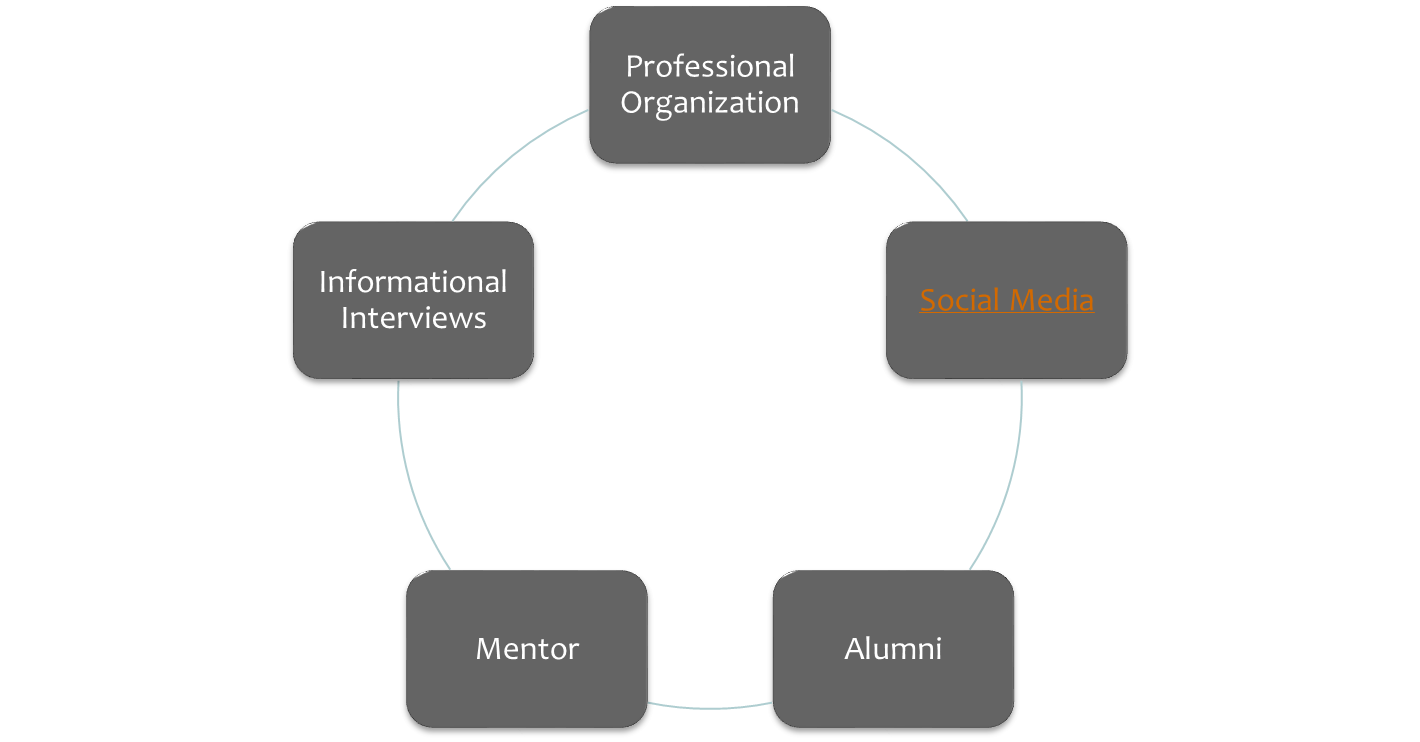 Professional
Organization
Social Media
Alumni
Mentor
Informational
Interviews